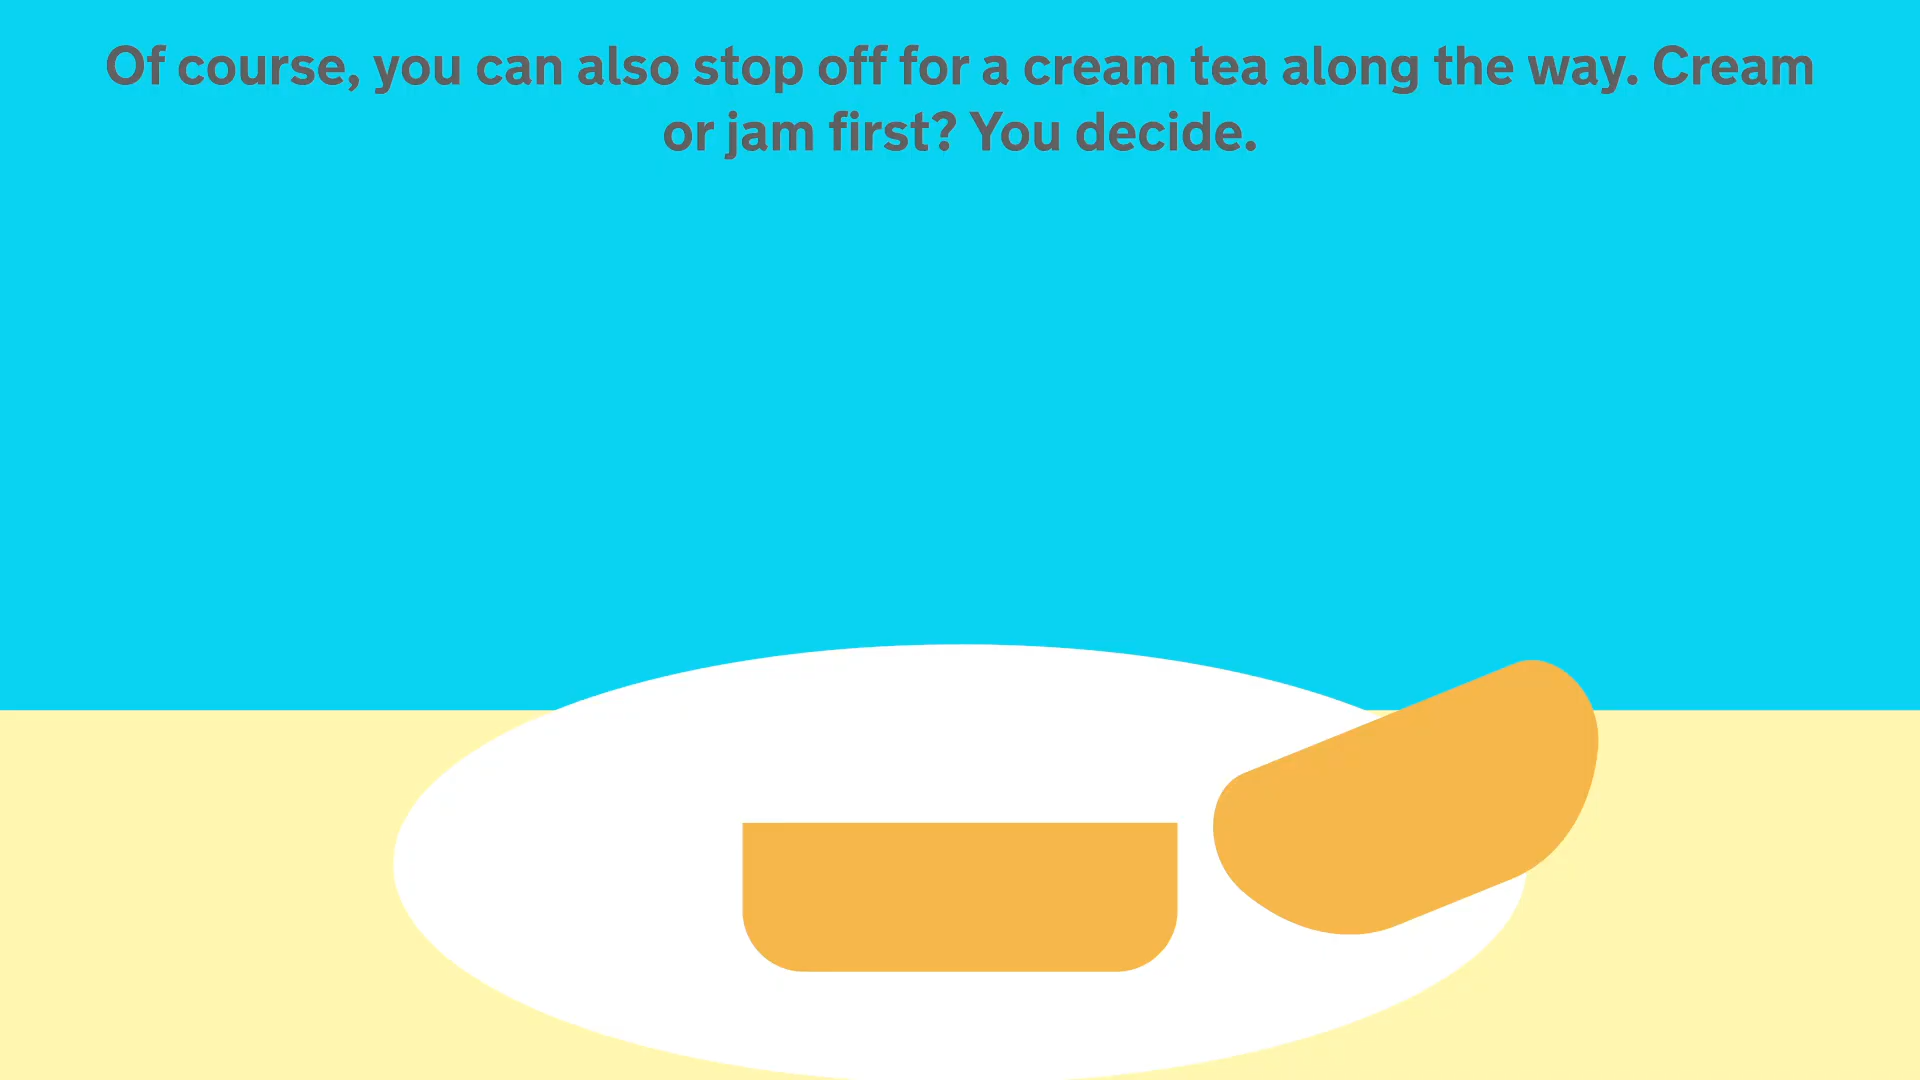 Of course, you can also stop off for a cream tea along the way. Cream
or jam first? You decide.